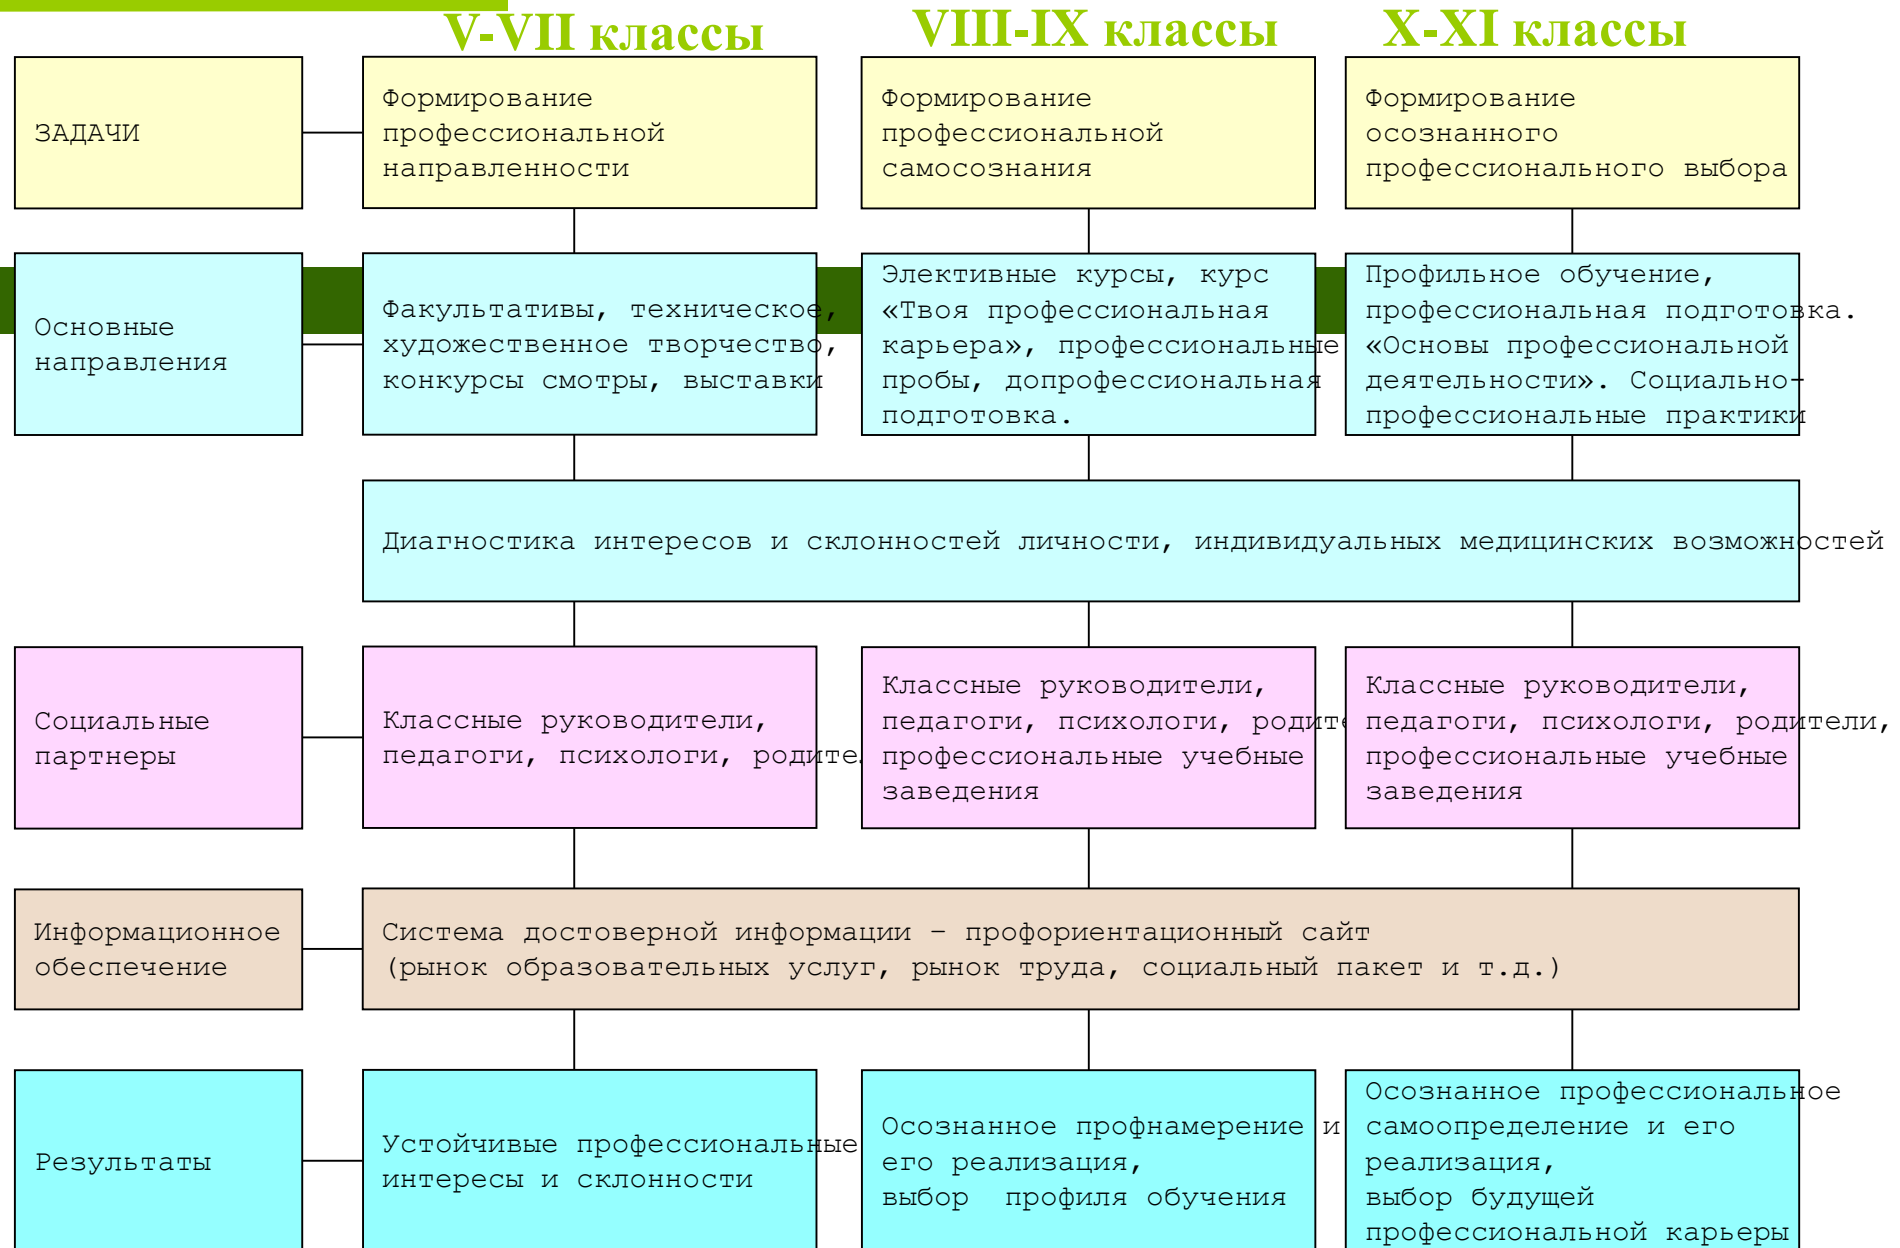 V-VII классы
VIII-IX классы
X-XI классы
ЗАДАЧИ
Формирование
профессиональной
направленности
Формирование
профессиональной
самосознания
Формирование
осознанного
профессионального выбора
Основные
направления
Факультативы, техническое,
художественное творчество,
конкурсы смотры, выставки
Элективные курсы, курс
«Твоя профессиональная
карьера», профессиональные
пробы, допрофессиональная
подготовка.
Профильное обучение,
профессиональная подготовка.
«Основы профессиональной
деятельности». Социально-
профессиональные практики
Диагностика интересов и склонностей личности, индивидуальных медицинских возможностей
Социальные
партнеры
Классные руководители,
педагоги, психологи,
Классные руководители,
педагоги, психологи,
профессиональные учебные
заведения
Классные руководители,
педагоги, психологи, родители,
профессиональные учебные
заведения
Информационное
обеспечение
Система достоверной информации – профориентационный сайт
(рынок образовательных услуг, рынок труда, социальный пакет и т.д.)
Результаты
Устойчивые профессиональные
интересы и склонности
Осознанное профнамерение и
его реализация,
выбор профиля обучения
Осознанное профессиональное
самоопределение и его
реализация,
выбор будущей
профессиональной карьеры